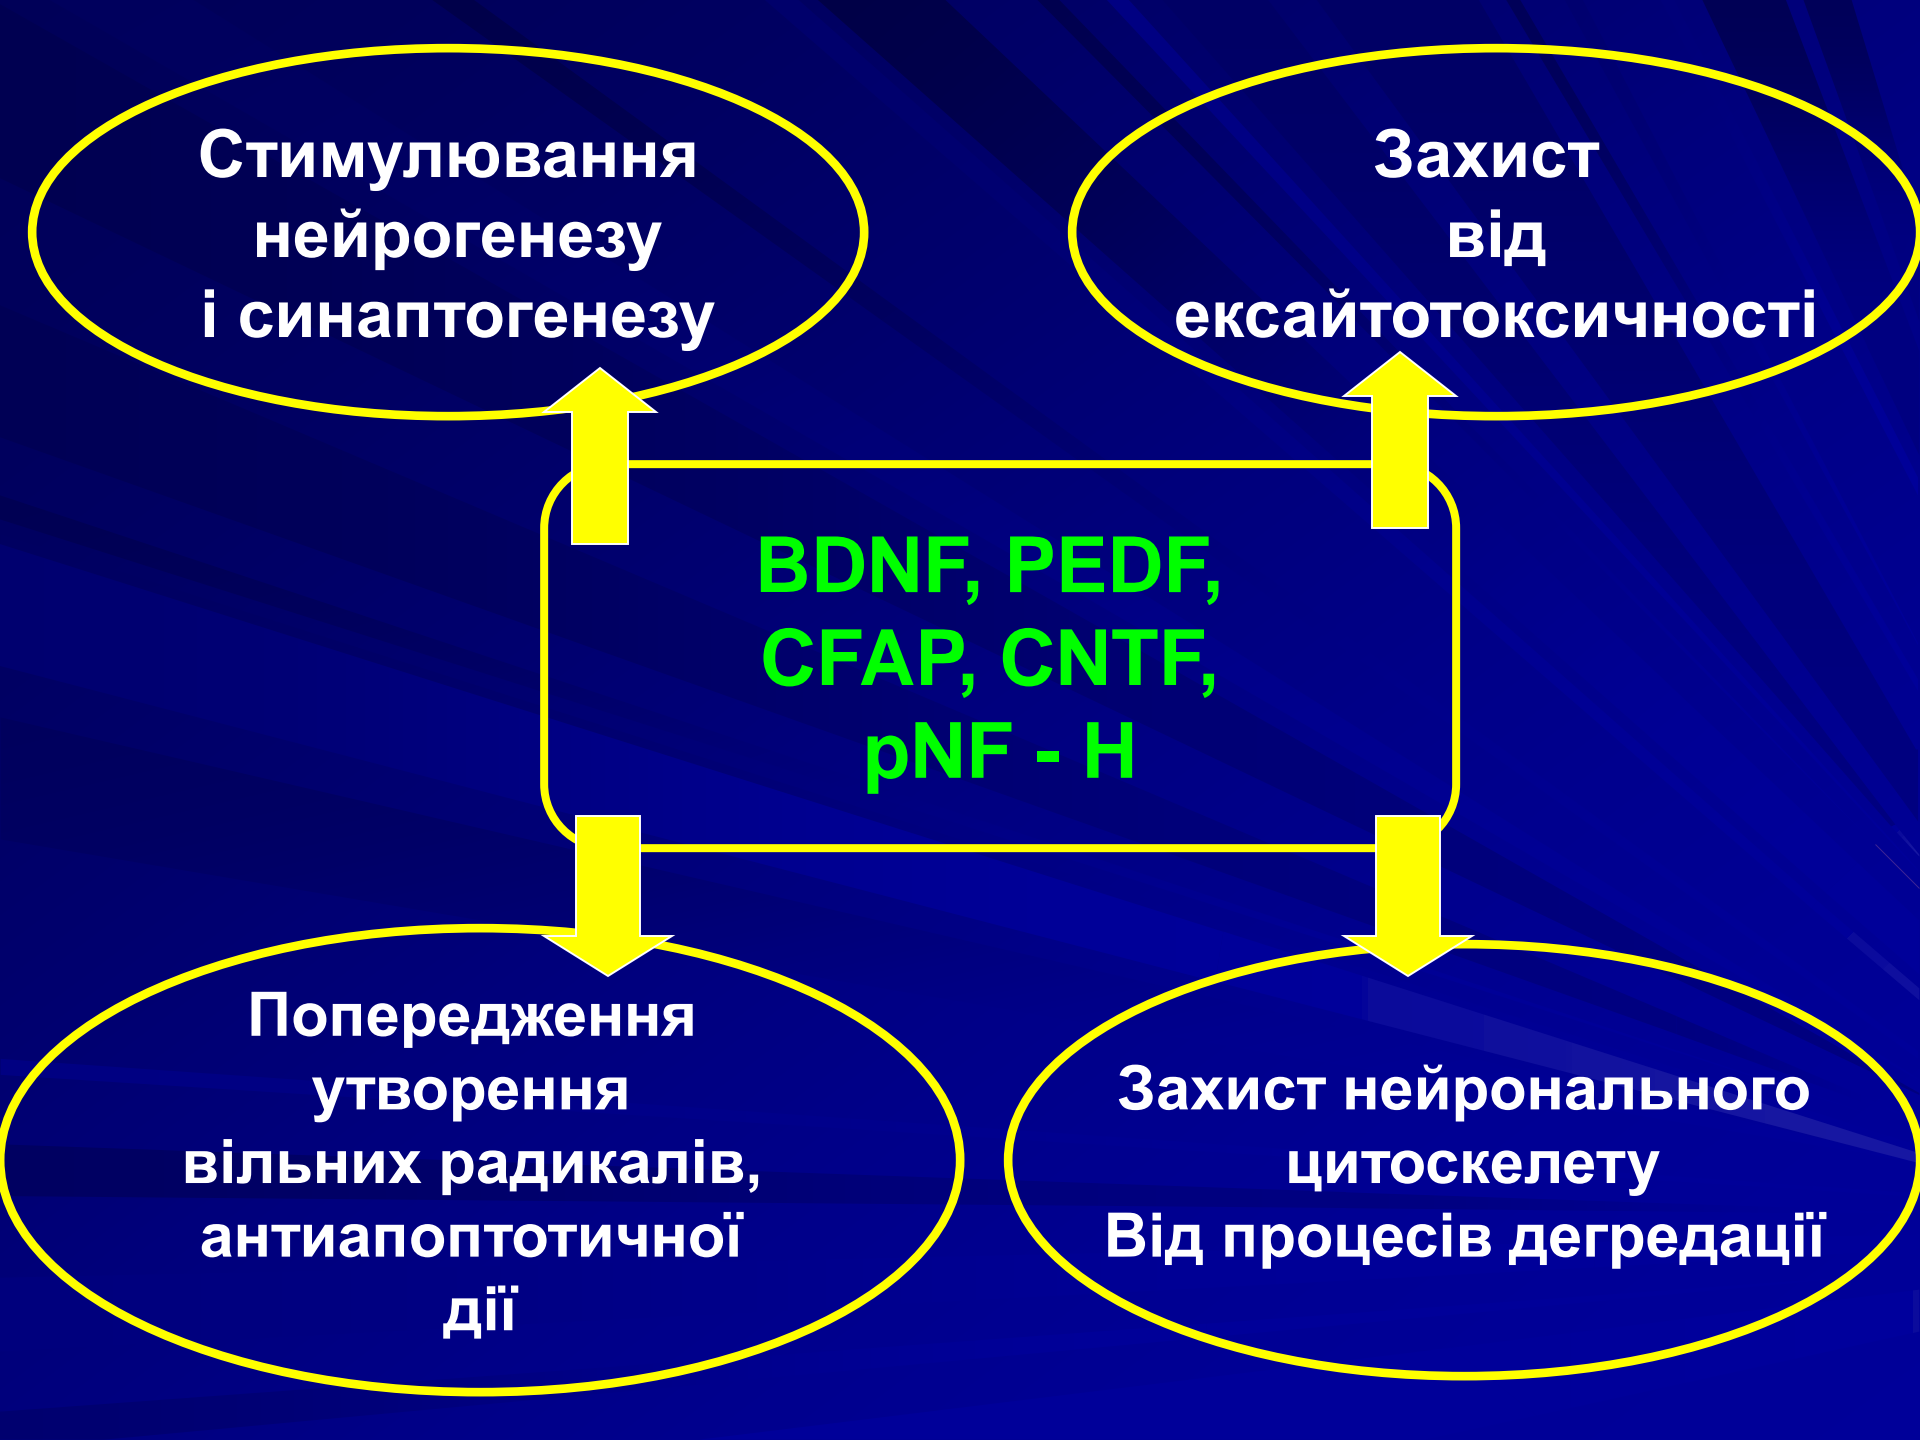 Стимулювання
нейрогенезу
і синаптогенезу
Захист
від
ексайтотоксичності
BDNF, PEDF,
CFAP, CNTF,
pNF - H
Попередження
утворення
вільних радикалів,
антиапоптотичної
дії
Захист нейронального
цитоскелету
Від процесів дегредації